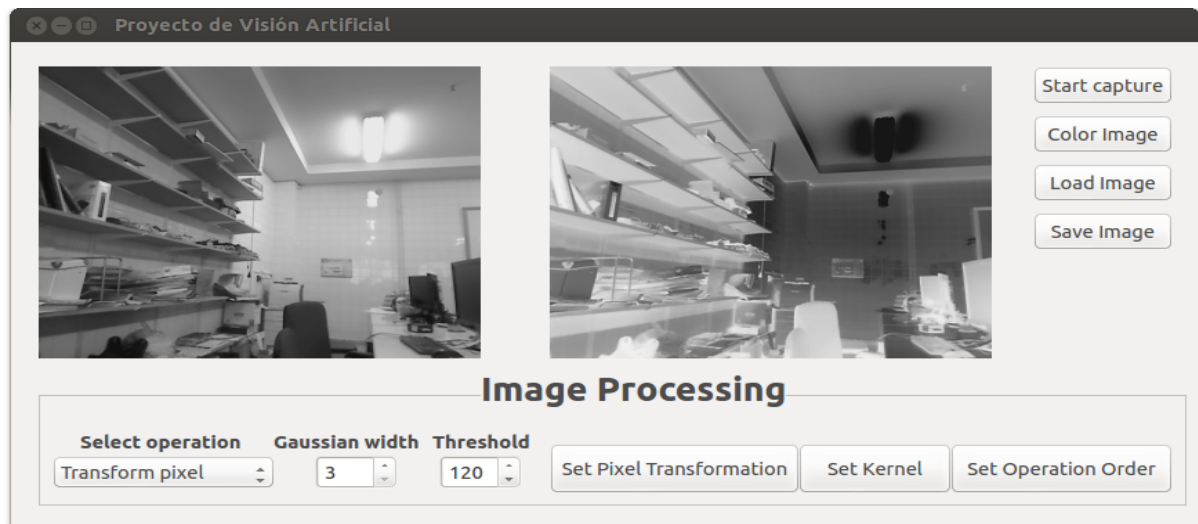 Proyecto de Visión Artificial
Start capture
Color Image
Load Image
Save Image
Image Processing
Select operation Gaussian width Threshold
Transform pixel 3 120 Set Pixel Transformation Set Kernel Set Operation Order